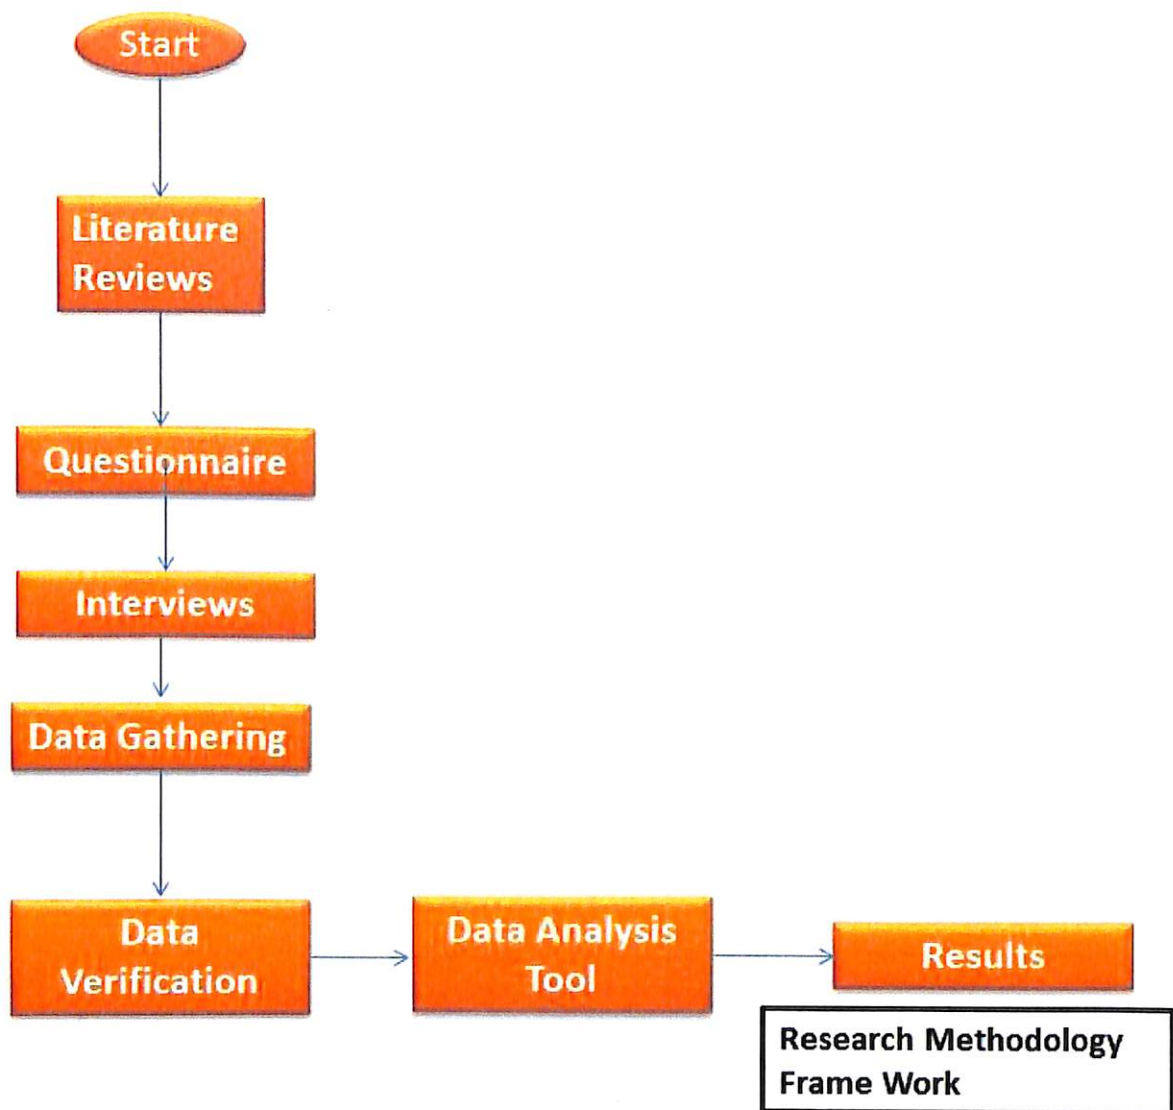 Start
Literature
Reviews
Questionnaire
Interviews
Data Gathering
Data
Verification
Data Analysis
Tool
Results
Research Methodology
Frame Work